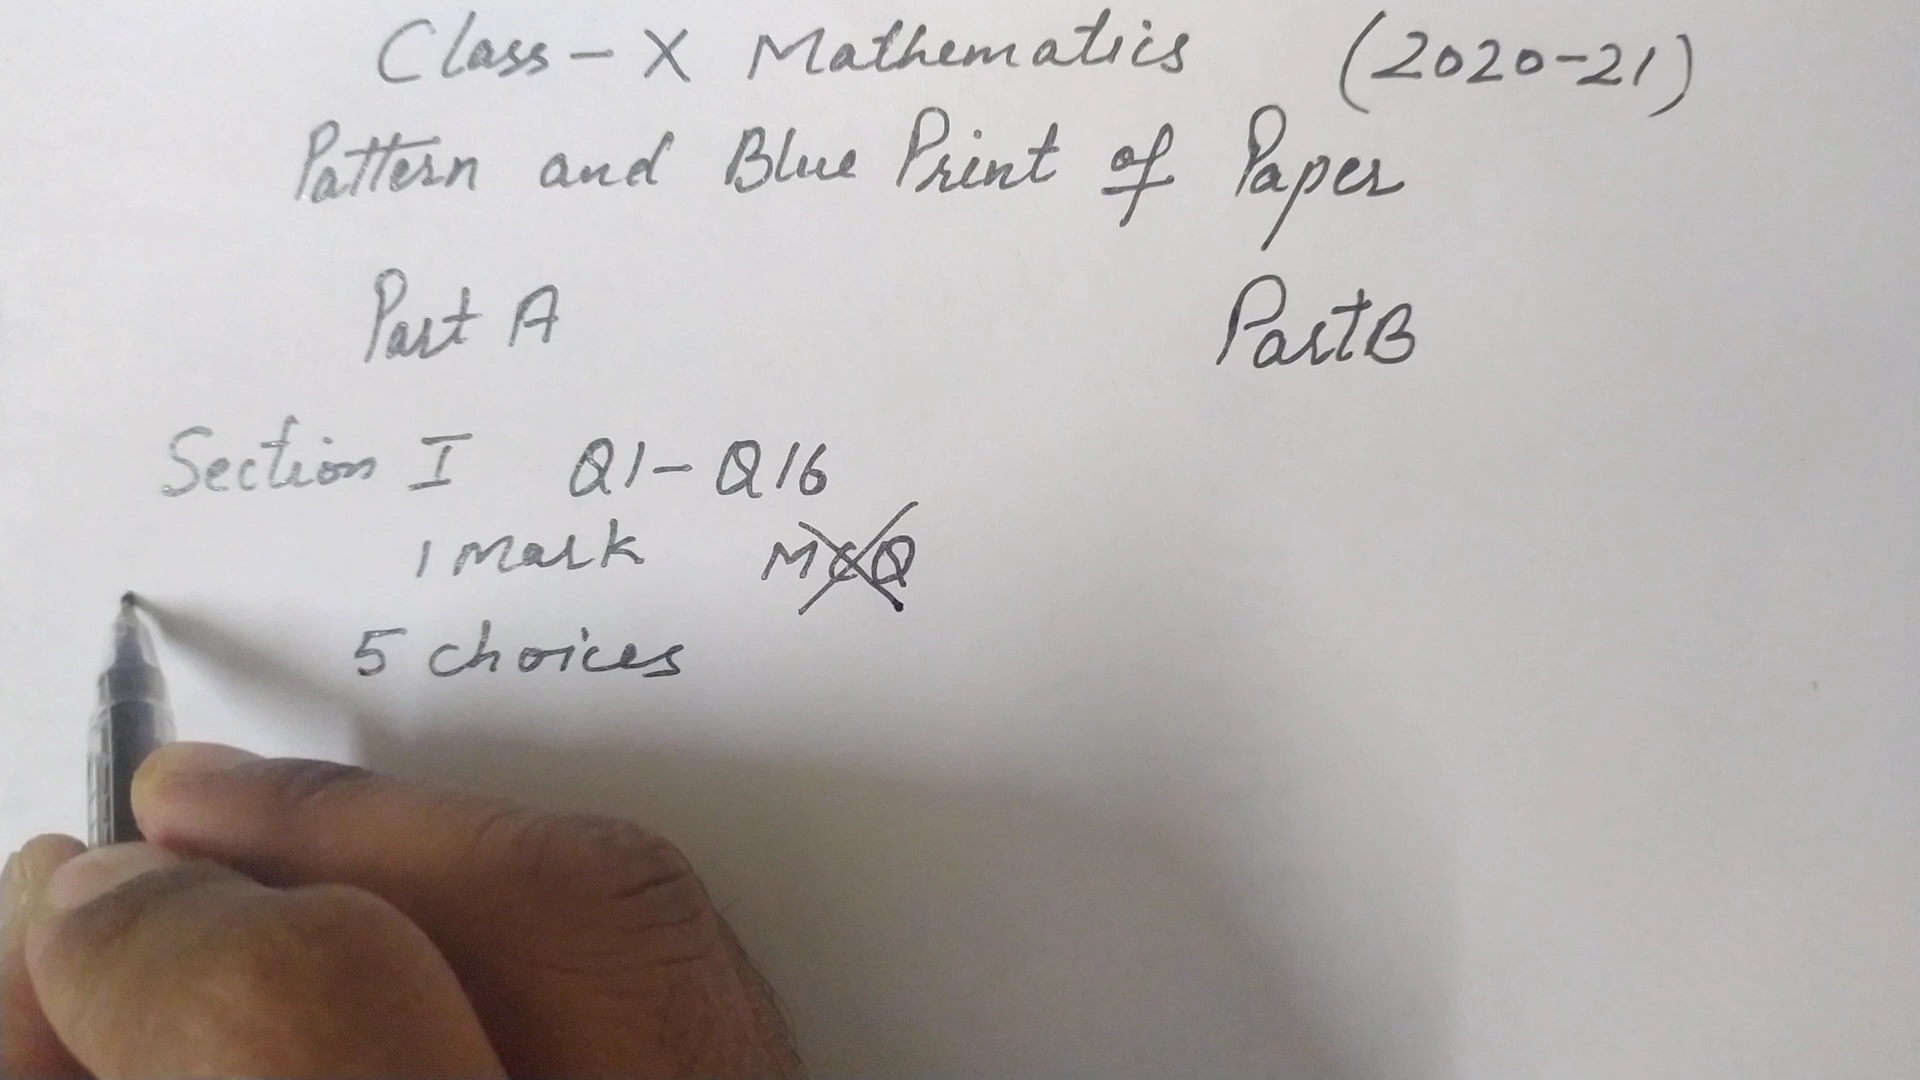 Class - X Mathematics (2020-21)
Pattern and Blue Print of Paper
Part A Part B
Section I Q1 - Q16
1 Mark MCQ
5 choices